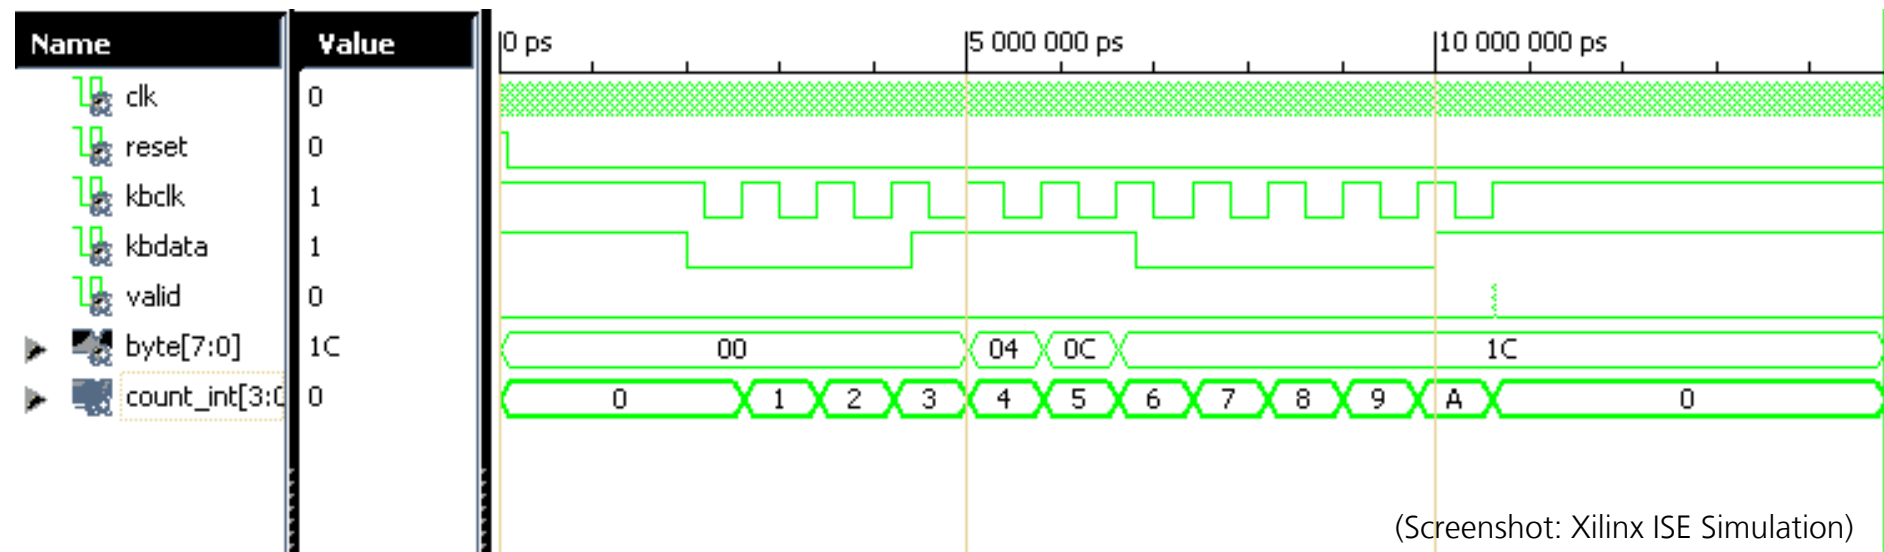 Name Value 0 ps 5 000 000 ps 10 000 000 ps
clk 0
reset 0
kbclk 1
kbdata 1
valid 0
byte[7:0] 1C 00 04 0C 1C
count_int[3:0 0 0 1 2 3 4 5 6 7 8 9 A 0
(Screenshot: Xilinx ISE Simulation)